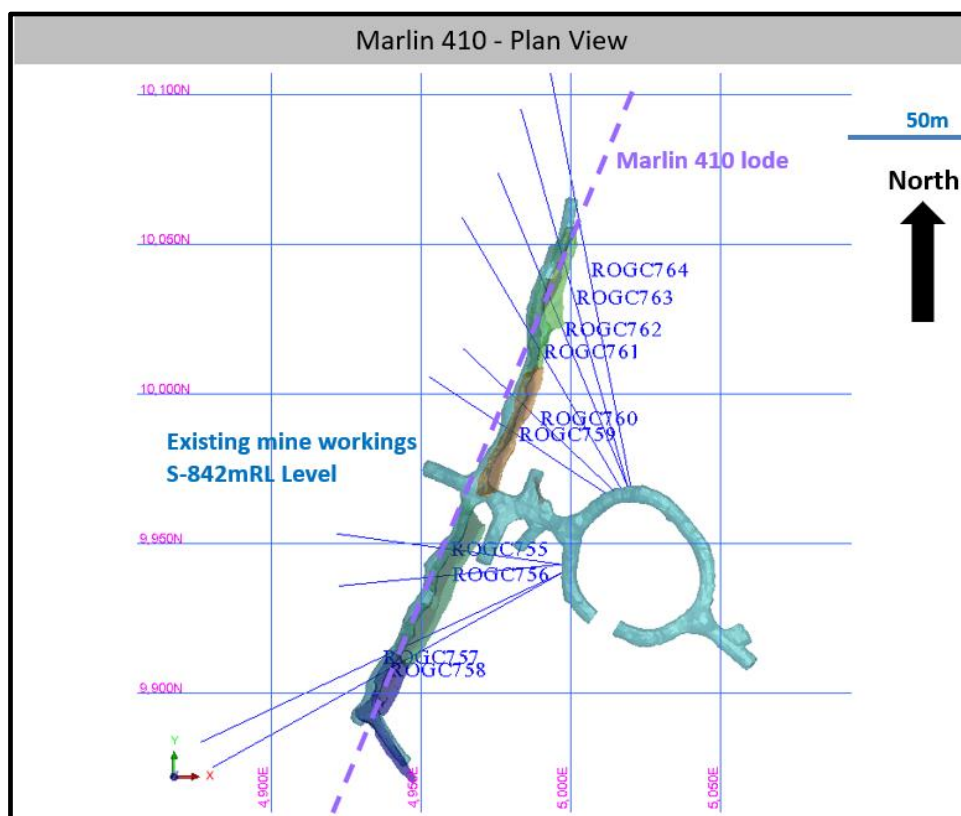 Marlin 410 - Plan View
10,100N
50m
Marlin 410 lode
North
10,050N
ROGC764
ROGC763
ROGC762
ROGC761
10,000N
ROGC760
ROGC759
Existing mine workings
S-842mRL Level
9,950N
ROGC755
ROGC756
ROGC757
ROGC758
9,900N
Y
X
4,900E
4,950E
5,000E
5,050E